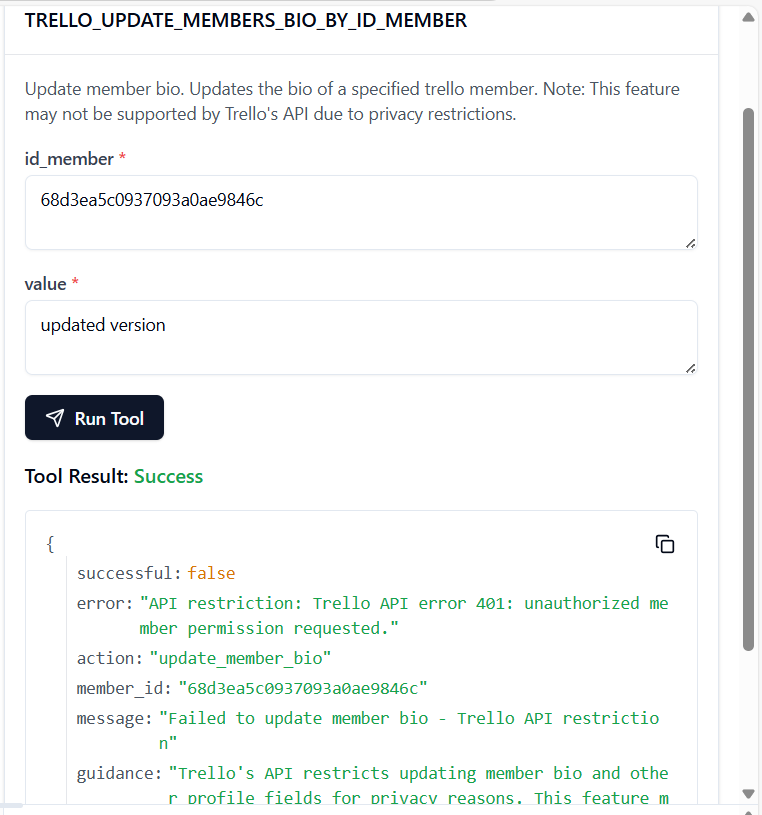 TRELLO_UPDATE_MEMBERS_BIO_BY_ID_MEMBER
Update member bio. Updates the bio of a specified trello member. Note: This feature
may not be supported by Trello's API due to privacy restrictions.
id_member *
68d3ea5c0937093a0ae9846c
value *
updated version
Run Tool
Tool Result: Success
{
successful: false
error: "API restriction: Trello API error 401: unauthorized me
mber permission requested."
action: "update_member_bio"
member_id: "68d3ea5c0937093a0ae9846c"
message: "Failed to update member bio - Trello API restrictio
n"
guidance: "Trello's API restricts updating member bio and othe
r profile fields for privacy reasons. This feature m